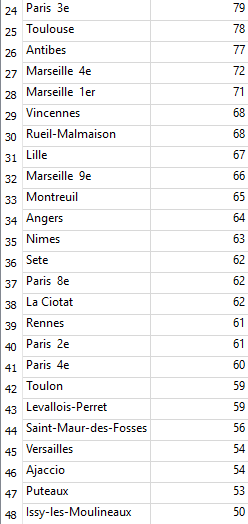 24 Paris 3e 79
25 Toulouse 78
26 Antibes 77
27 Marseille 4e 72
28 Marseille 1er 71
29 Vincennes 68
30 Rueil-Malmaison 68
31 Lille 67
32 Marseille 9e 66
33 Montreuil 65
34 Angers 64
35 Nimes 63
36 Sete 62
37 Paris 8e 62
38 La Ciotat 62
39 Rennes 61
40 Paris 2e 61
41 Paris 4e 60
42 Toulon 59
43 Levallois-Perret 59
44 Saint-Maur-des-Fosses 56
45 Versailles 54
46 Ajaccio 54
47 Puteaux 53
48 Issy-les-Moulineaux 50